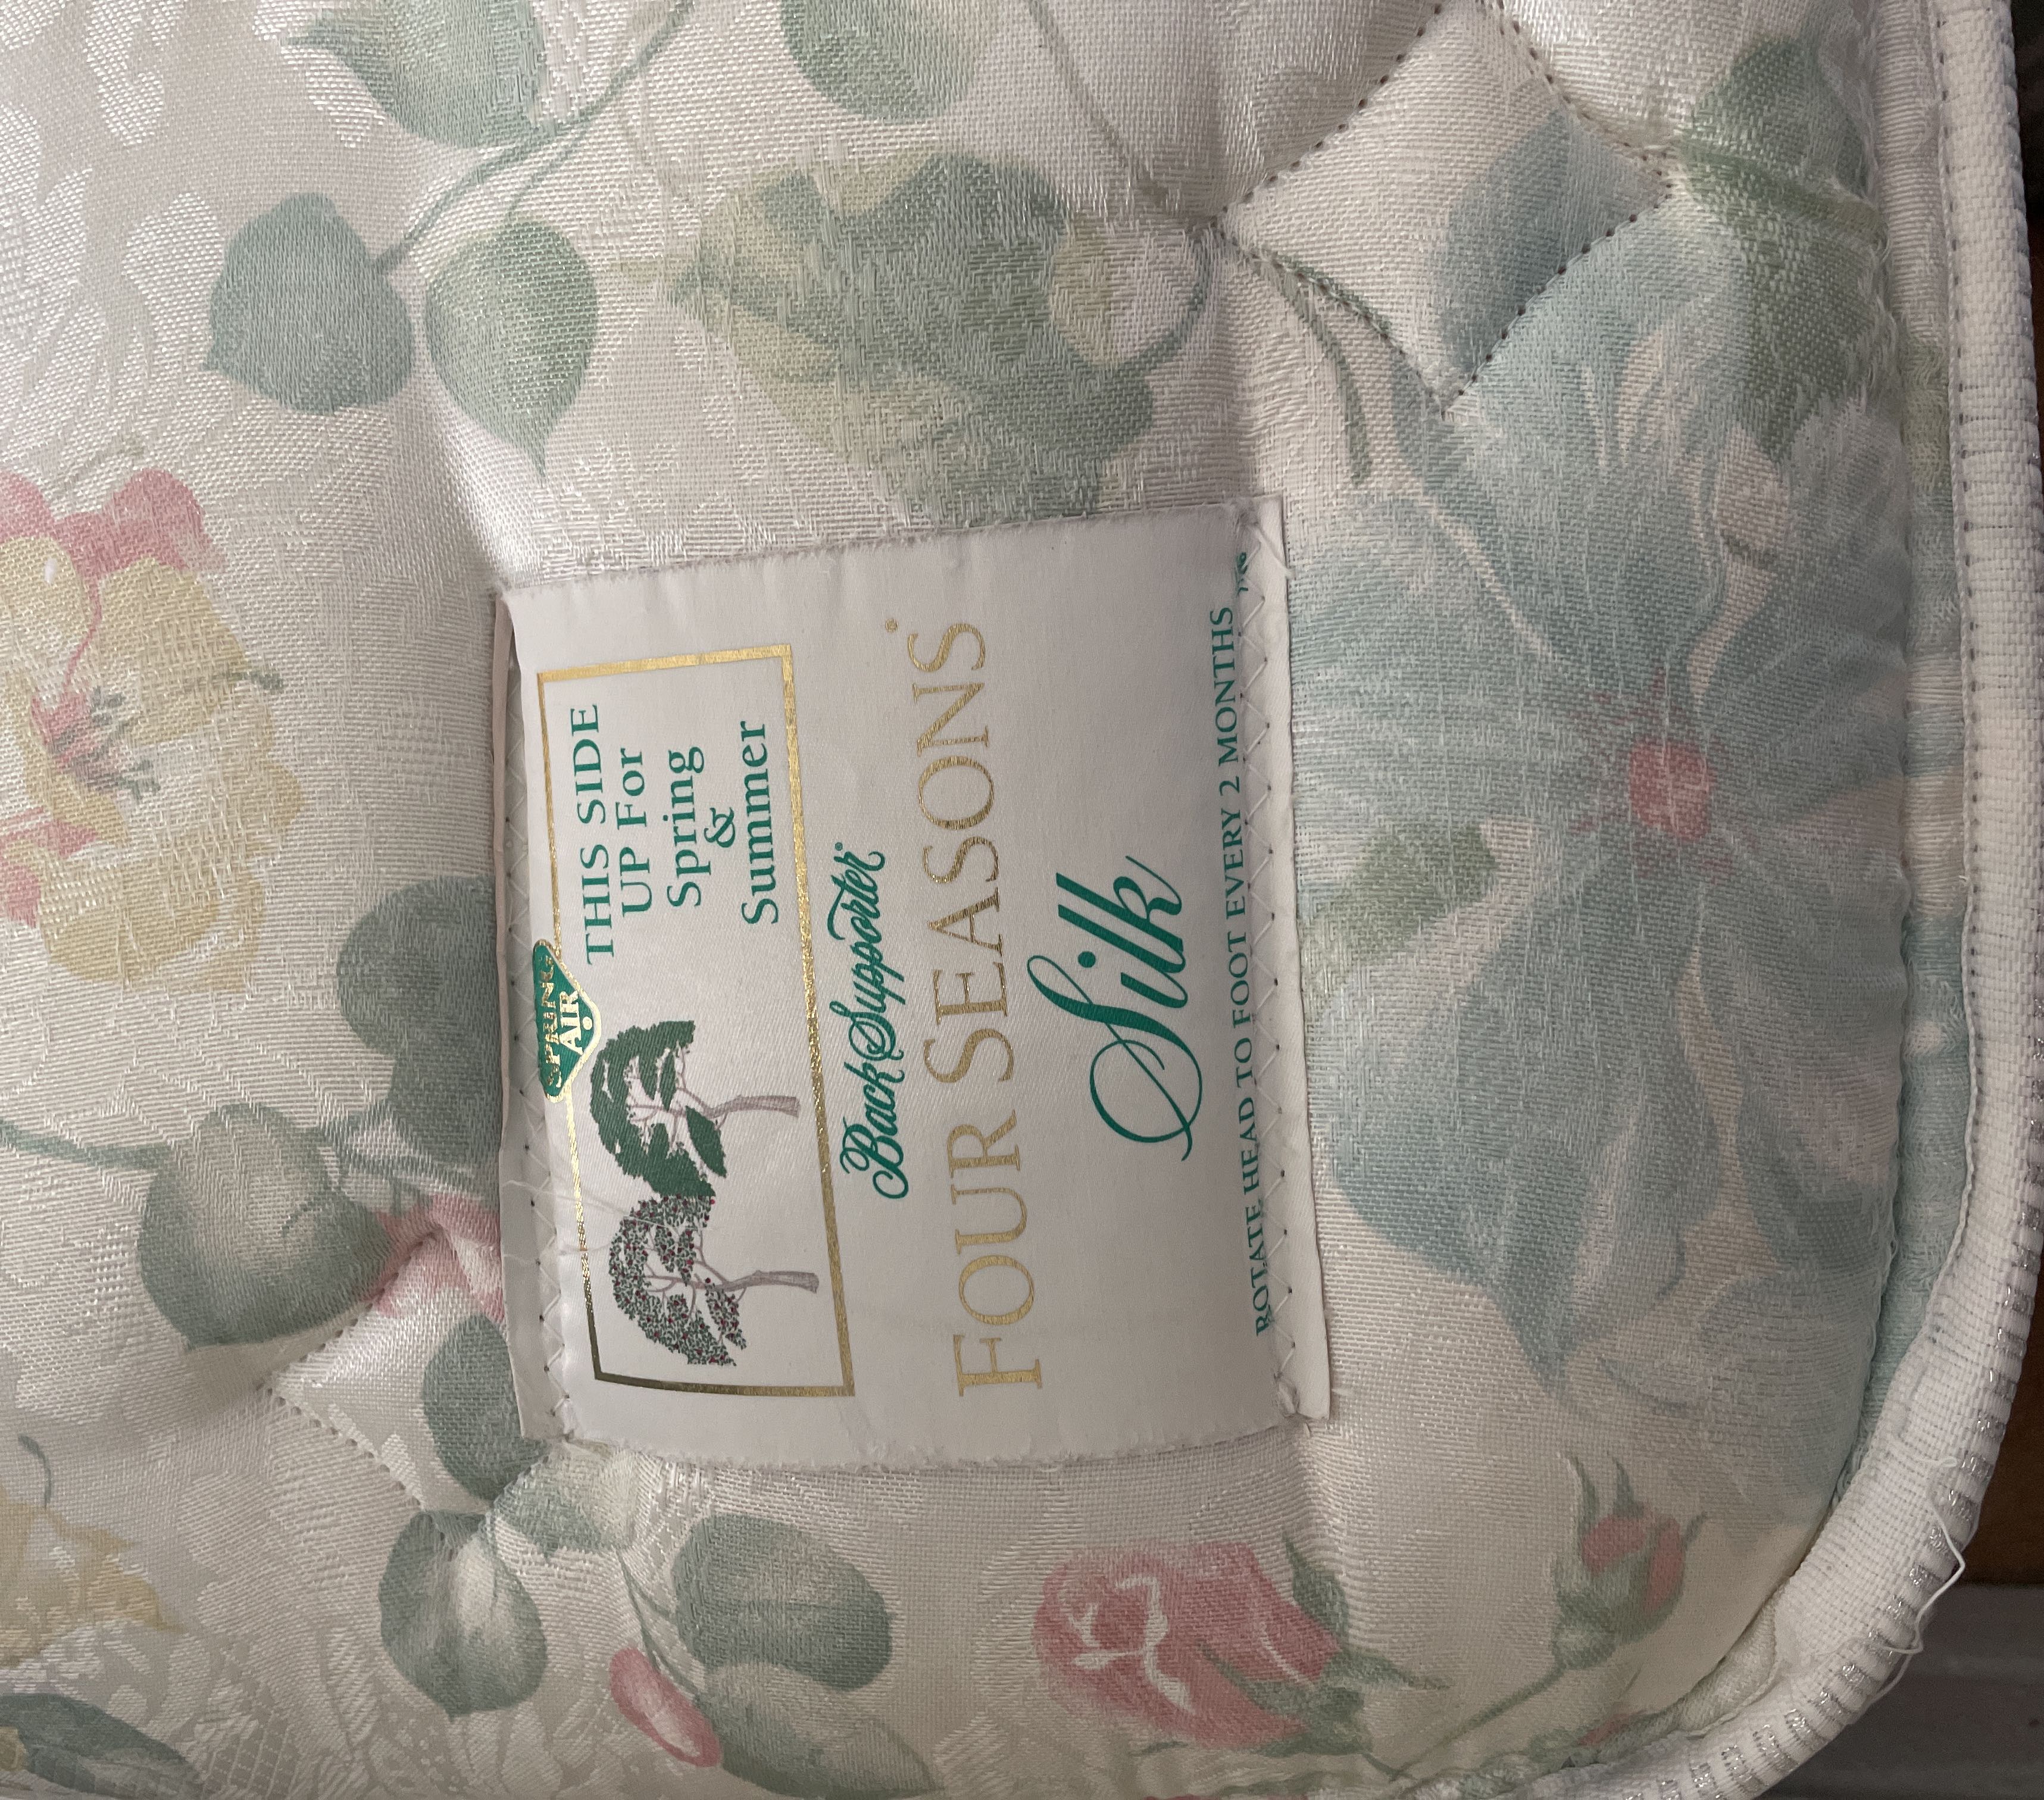 SPRING
AIR
THIS SIDE
UP For
Spring
&
Summer
Back Supporter®
FOUR SEASONS®
Silk
ROTATE HEAD TO FOOT EVERY 2 MONTHS